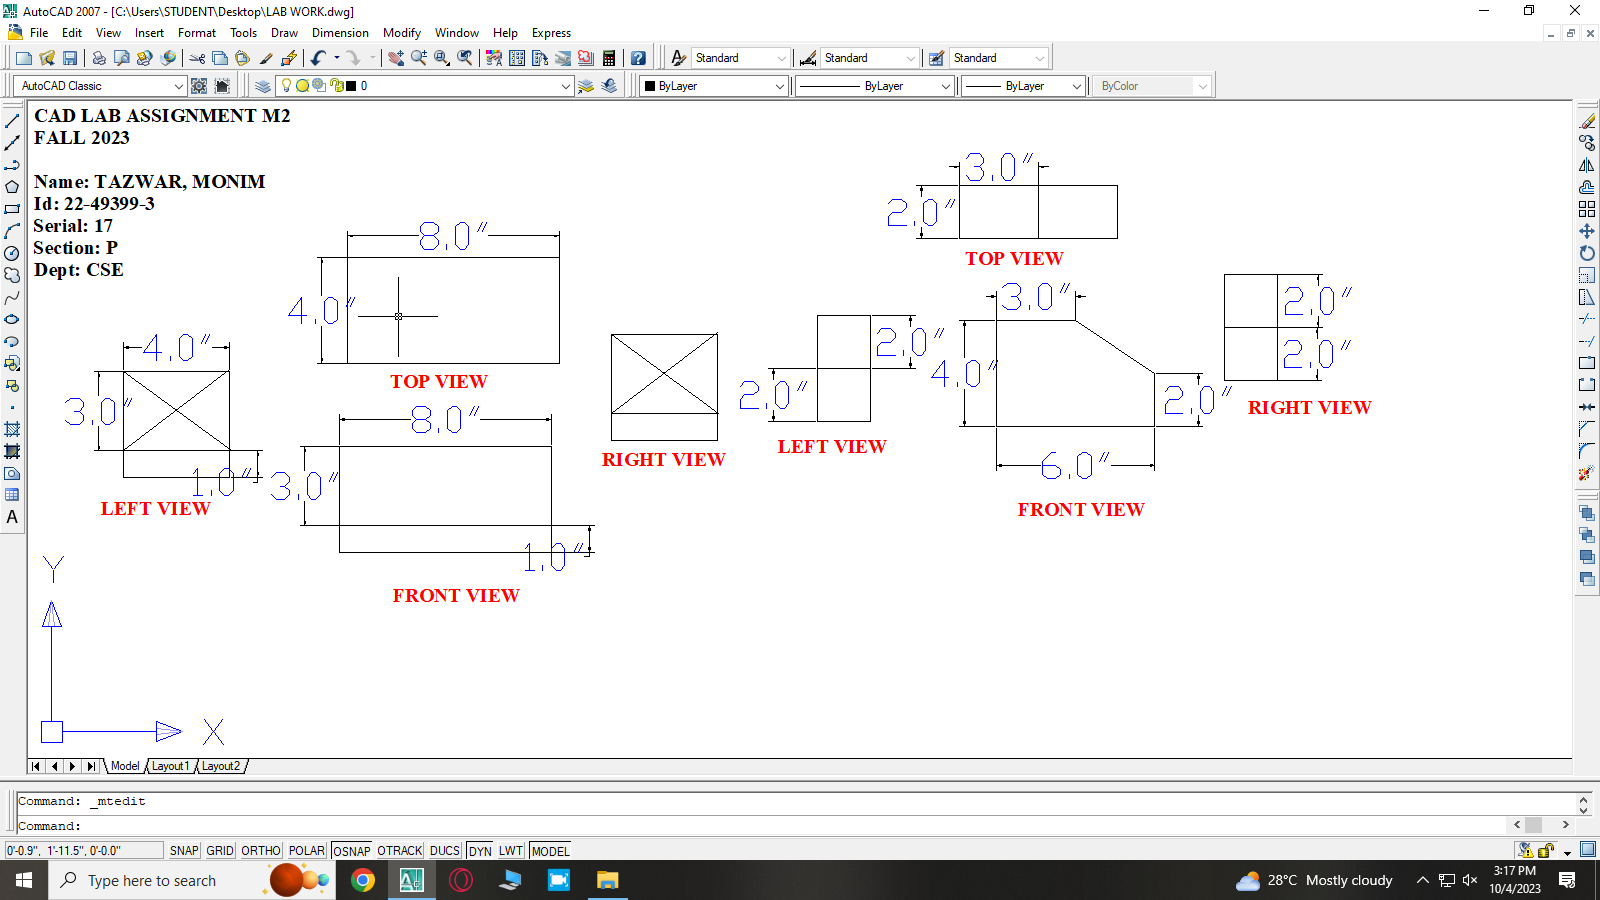 AutoCAD 2007 - [C:\Users\STUDENT\Desktop\LAB WORK.dwg]
File Edit View Insert Format Tools Draw Dimension Modify Window Help Express
Standard Standard Standard
AutoCAD Classic 0 ByLayer ByLayer ByLayer ByColor
CAD LAB ASSIGNMENT M2
FALL 2023
Name: TAZWAR, MONIM
Id: 22-49399-3
Serial: 17
Section: P
Dept: CSE
4.0"
3.0"
1.0"
LEFT VIEW
8.0"
4.0"
TOP VIEW
8.0"
3.0"
1.0"
FRONT VIEW
RIGHT VIEW
2.0"
2.0"
LEFT VIEW
3.0"
2.0"
TOP VIEW
3.0"
4.0"
2.0"
6.0"
FRONT VIEW
2.0"
2.0"
RIGHT VIEW
Y
X
A
Model Layout1 Layout2
Command: _mtedit
Command:
0'-0.9", 1'-11.5", 0'-0.0" SNAP GRID ORTHO POLAR OSNAP OTRACK DUCS DYN LWT MODEL
Type here to search
28°C Mostly cloudy
3:17 PM
10/4/2023